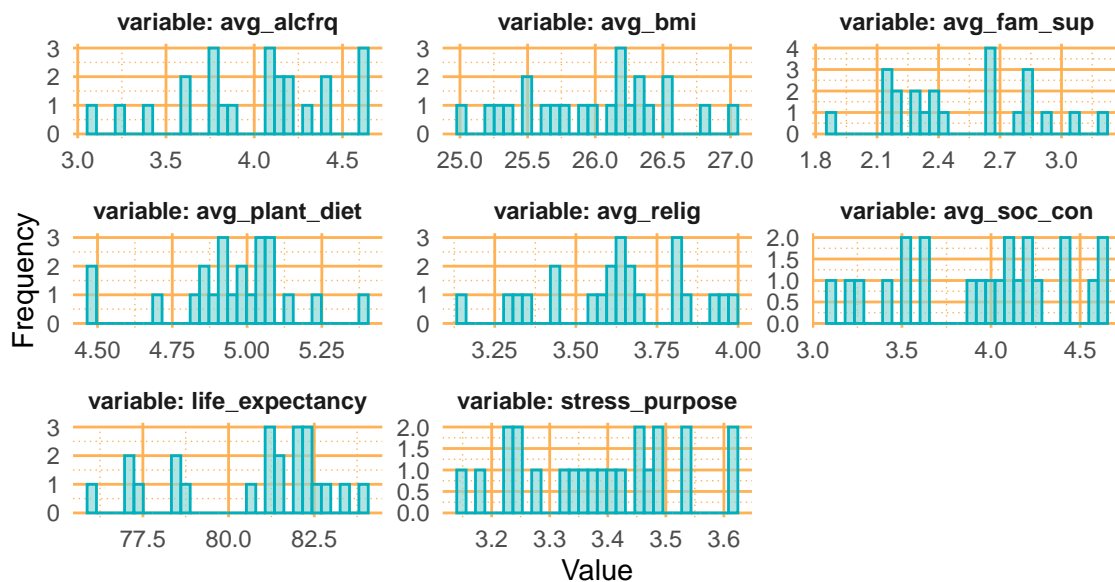 variable: avg_alcfrq
variable: avg_bmi
variable: avg_fam_sup
3
2
1
0
3.0 3.5 4.0 4.5
3
2
1
0
25.0 25.5 26.0 26.5 27.0
4
3
2
1
0
1.8 2.1 2.4 2.7 3.0
variable: avg_plant_diet
variable: avg_relig
variable: avg_soc_con
3
2
1
0
4.50 4.75 5.00 5.25
3
2
1
0
3.25 3.50 3.75 4.00
2.0
1.5
1.0
0.5
0.0
3.0 3.5 4.0 4.5
variable: life_expectancy
variable: stress_purpose
3
2
1
0
77.5 80.0 82.5
2.0
1.5
1.0
0.5
0.0
3.2 3.3 3.4 3.5 3.6
Frequency
Value